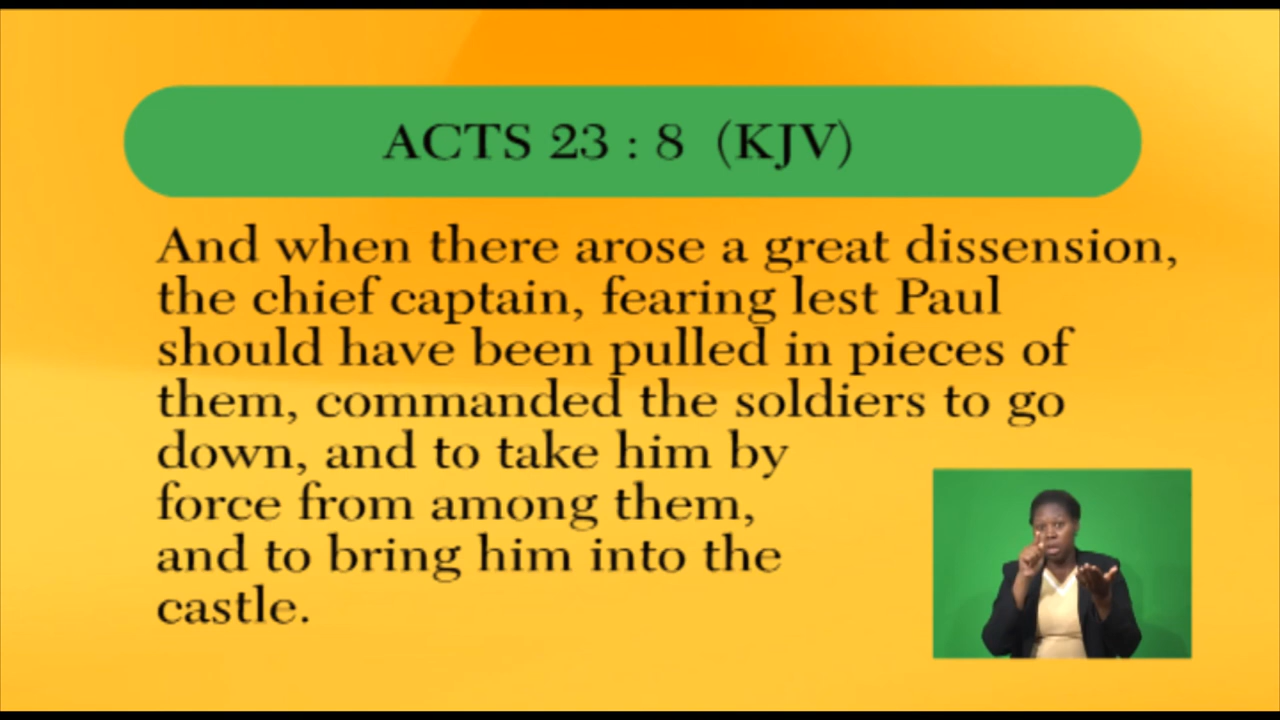 ACTS 23 : 8 (KJV)
And when there arose a great dissension,
the chief captain, fearing lest Paul
should have been pulled in pieces of
them, commanded the soldiers to go
down, and to take him by
force from among them,
and to bring him into the
castle.